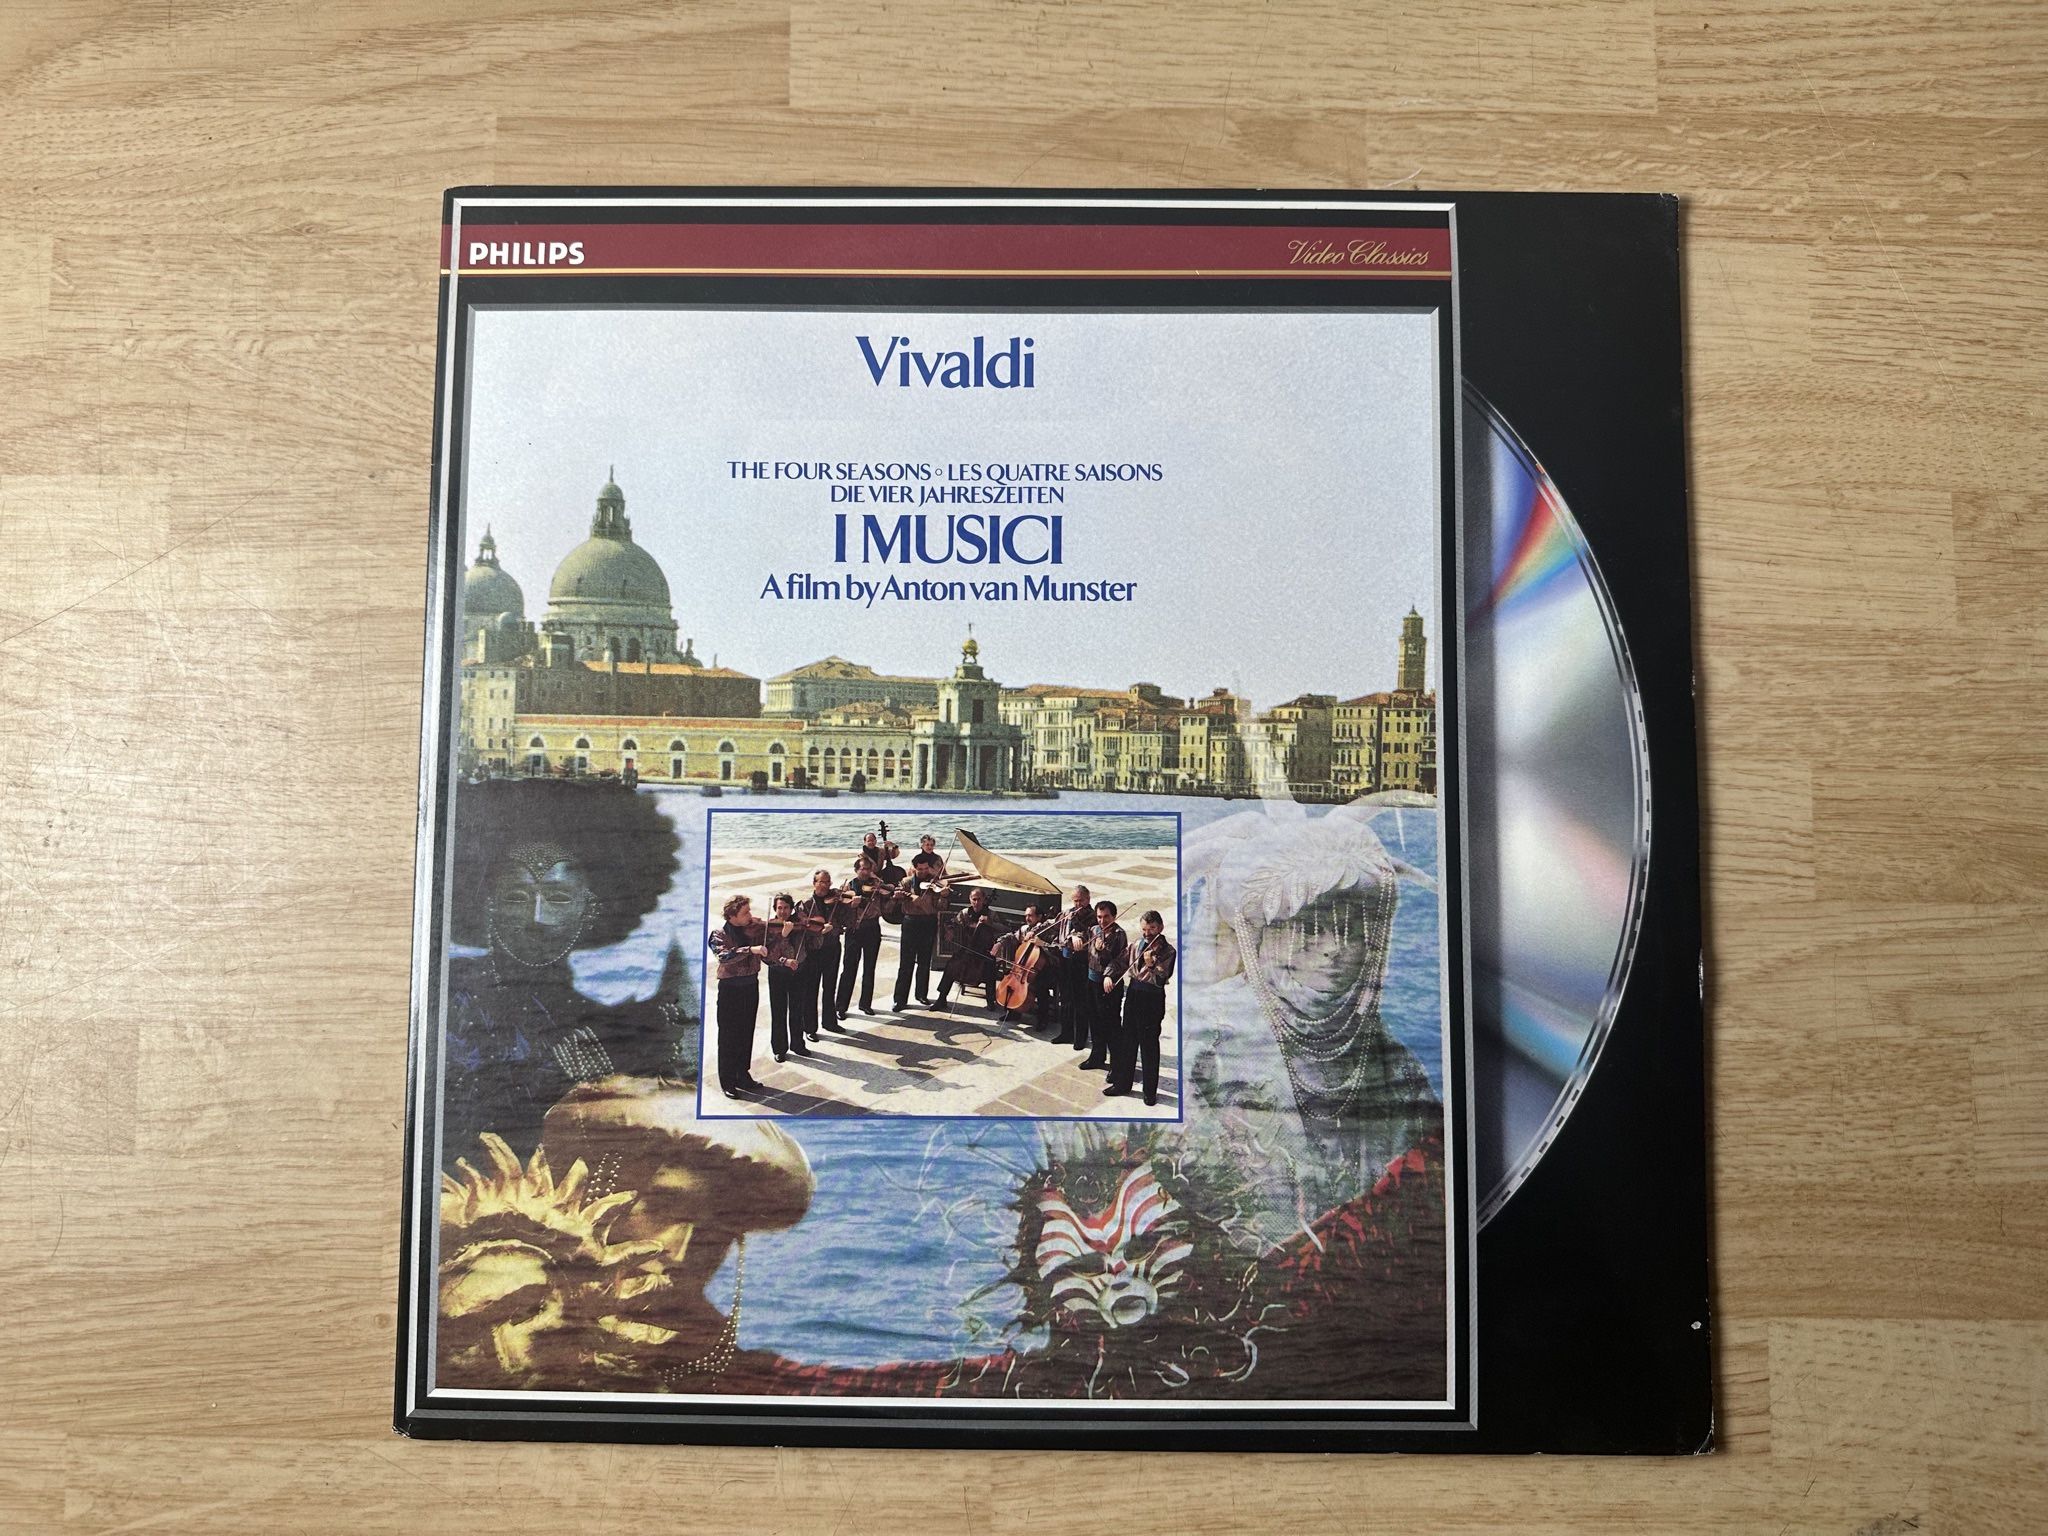 PHILIPS
Video Classics
Vivaldi
THE FOUR SEASONS ○ LES QUATRE SAISONS
DIE VIER JAHRESZEITEN
I MUSICI
A film by Anton van Munster